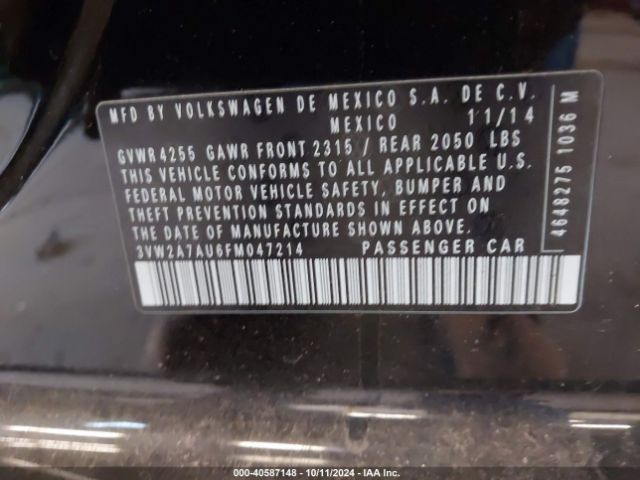 MFD BY VOLKSWAGEN DE MEXICO S.A. DE C.V.
MEXICO 11/14
GVWR 4255 GAWR FRONT 2315 / REAR 2050 LBS
THIS VEHICLE CONFORMS TO ALL APPLICABLE U.S.
FEDERAL MOTOR VEHICLE SAFETY, BUMPER AND
THEFT PREVENTION STANDARDS IN EFFECT ON
THE DATE OF MANUFACTURE SHOWN ABOVE.
3VW2A7AU6FM047214 PASSENGER CAR
4648275 1036 M
000-40587148 - 10/11/2024 - IAA Inc.